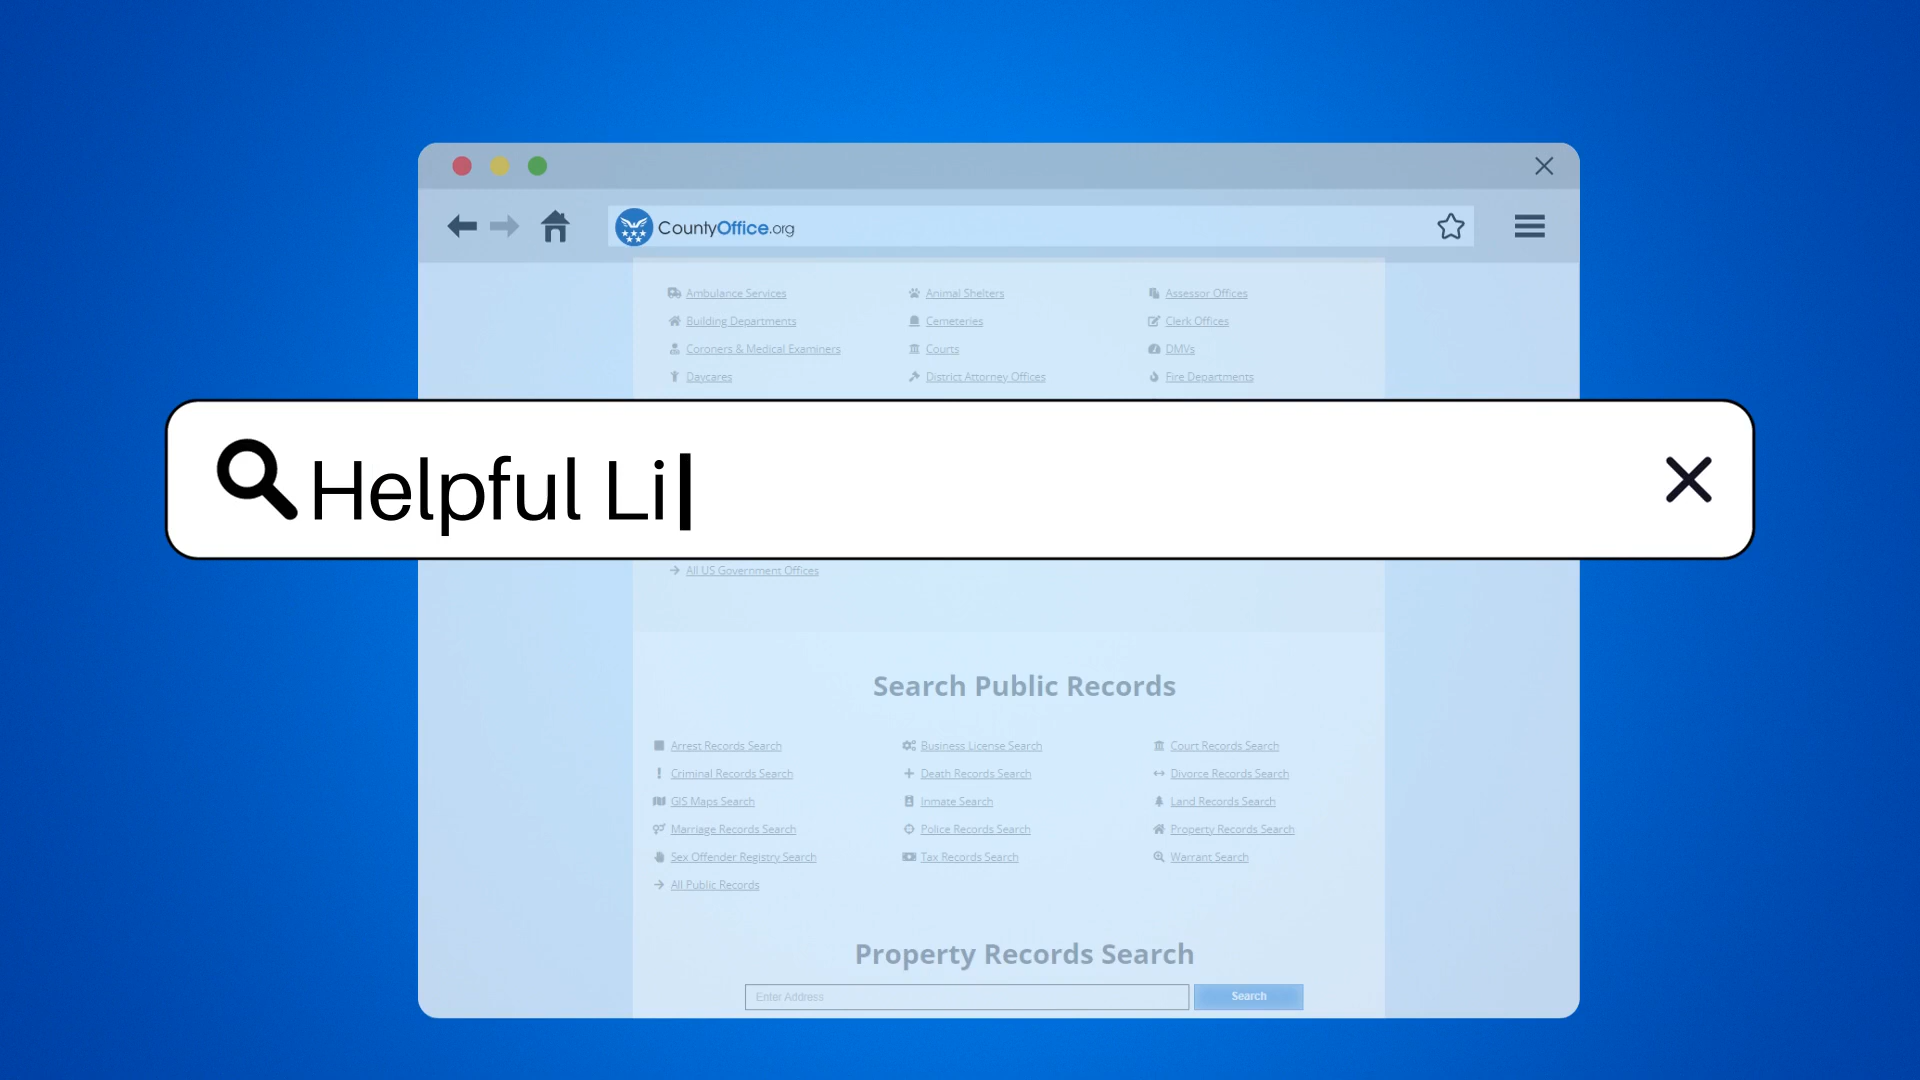 CountyOffice.org
Ambulance Services Animal Shelters Assessor Offices
Building Departments Cemeteries Clerk Offices
Coroners & Medical Examiners Courts DMVs
Daycares District Attorney Offices Fire Departments
Helpful Li
All US Government Offices
Search Public Records
Arrest Records Search Business License Search Court Records Search
Criminal Records Search Death Records Search Divorce Records Search
GIS Maps Search Inmate Search Land Records Search
Marriage Records Search Police Records Search Property Records Search
Sex Offender Registry Search Tax Records Search Warrant Search
All Public Records
Property Records Search
Enter Address Search